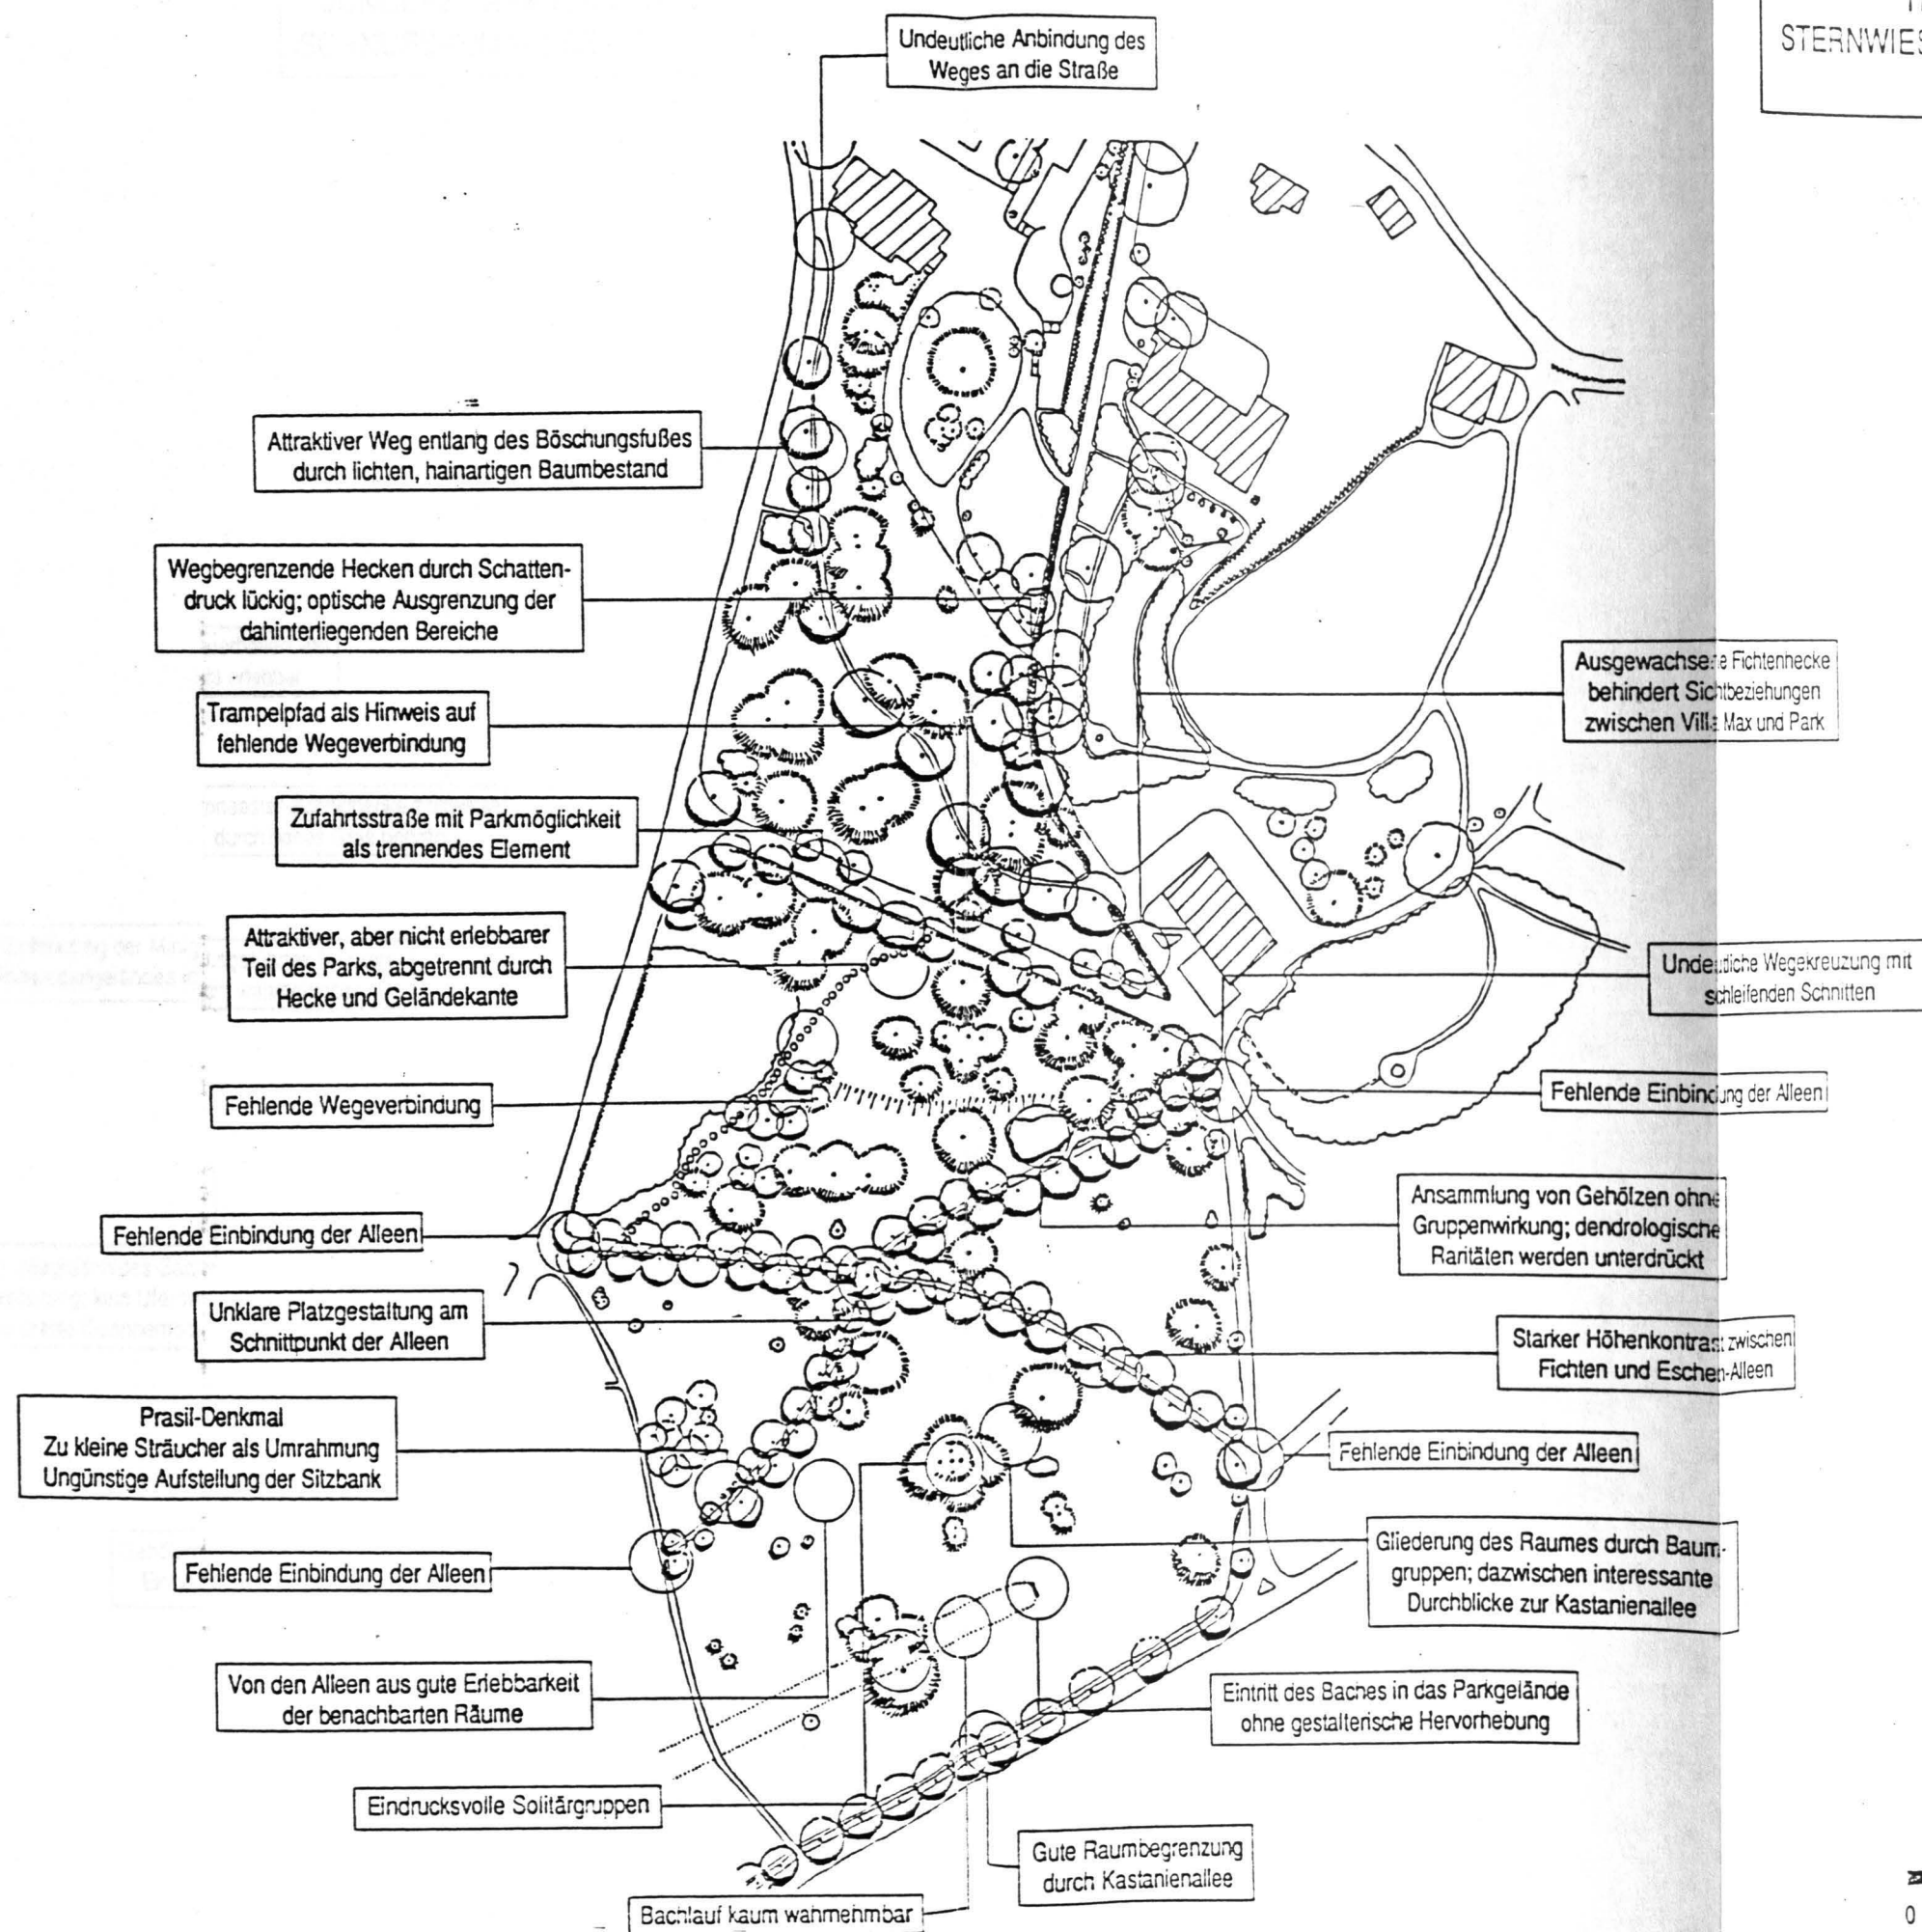 Undeutliche Anbindung des
Weges an die Straße
STERNWIES
Attraktiver Weg entlang des Böschungsfußes
durch lichten, hainartigen Baumbestand
Wegbegrenzende Hecken durch Schatten-
druck lückig; optische Ausgrenzung der
dahinterliegenden Bereiche
Ausgewachsene Fichtenhecke
behindert Sichtbeziehungen
zwischen Villa Max und Park
Trampelpfad als Hinweis auf
fehlende Wegeverbindung
Zufahrtsstraße mit Parkmöglichkeit
als trennendes Element
Attraktiver, aber nicht erlebbarer
Teil des Parks, abgetrennt durch
Hecke und Geländekante
Undeutliche Wegekreuzung mit
schleifenden Schnitten
Fehlende Wegeverbindung
Fehlende Einbindung der Alleen
Ansammlung von Gehölzen ohne
Gruppenwirkung; dendrologische
Raritäten werden unterdrückt
Fehlende Einbindung der Alleen
Unklare Platzgestaltung am
Schnittpunkt der Alleen
Starker Höhenkontrast zwischen
Fichten und Eschen-Alleen
Prasil-Denkmal
Zu kleine Sträucher als Umrahmung
Ungünstige Aufstellung der Sitzbank
Fehlende Einbindung der Alleen
Gliederung des Raumes durch Baum-
gruppen; dazwischen interessante
Durchblicke zur Kastanienallee
Fehlende Einbindung der Alleen
Von den Alleen aus gute Erlebbarkeit
der benachbarten Räume
Eintritt des Baches in das Parkgelände
ohne gestalterische Hervorhebung
Eindrucksvolle Solitärgruppen
Gute Raumbegrenzung
durch Kastanienallee
Bachlauf kaum wahrnehmbar
0